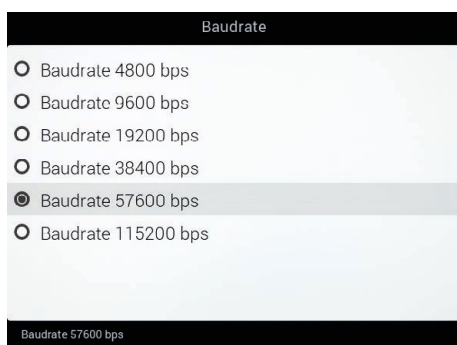 Baudrate
Baudrate 4800 bps
Baudrate 9600 bps
Baudrate 19200 bps
Baudrate 38400 bps
Baudrate 57600 bps
Baudrate 115200 bps
Baudrate 57600 bps